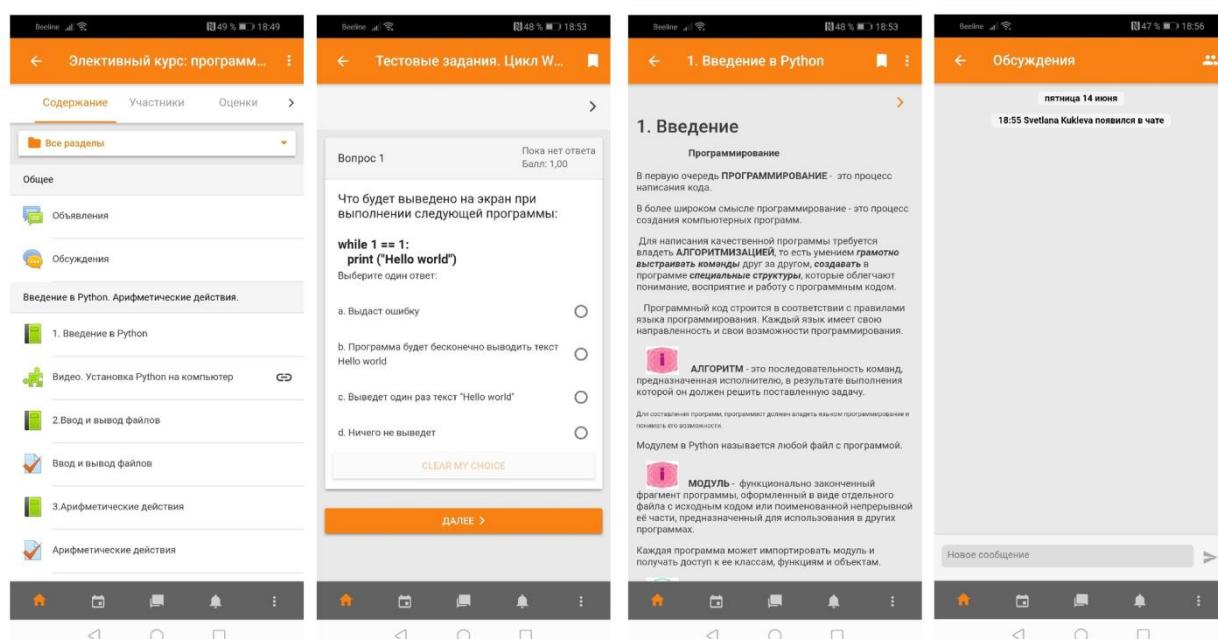 Beeline 49 % 18:49
Элективный курс: программ...
Содержание Участники Оценки
Все разделы
Общее
Объявления
Обсуждения
Введение в Python. Арифметические действия.
1. Введение в Python
Видео. Установка Python на компьютер
2.Ввод и вывод файлов
Ввод и вывод файлов
3.Арифметические действия
Арифметические действия
Beeline 48 % 18:53
Тестовые задания. Цикл W...
Вопрос 1
Пока нет ответа
Балл: 1,00
Что будет выведено на экран при
выполнении следующей программы:
while 1 == 1:
print ("Hello world")
Выберите один ответ:
a. Выдаст ошибку
b. Программа будет бесконечно выводить текст
Hello world
c. Выведет один раз текст "Hello world"
d. Ничего не выведет
CLEAR MY CHOICE
ДАЛЕЕ
Beeline 48 % 18:53
1. Введение в Python
1. Введение
Программирование
В первую очередь ПРОГРАММИРОВАНИЕ - это процесс
написания кода.
В более широком смысле программирование - это процесс
создания компьютерных программ.
Для написания качественной программы требуется
владеть АЛГОРИТМИЗАЦИЕЙ, то есть умением грамотно
выстраивать команды друг за другом, создавать в
программе специальные структуры, которые облегчают
понимание, восприятие и работу с программным кодом.
Программный код строится в соответствии с правилами
языка программирования. Каждый язык имеет свою
направленность и свои возможности программирования.
АЛГОРИТМ - это последовательность команд,
предназначенная исполнителю, в результате выполнения
которой он должен решить поставленную задачу.
Для составления программ, программист должен владеть языком программирования и
понимать его возможности.
Модулем в Python называется любой файл с программой.
МОДУЛЬ - функционально законченный
фрагмент программы, оформленный в виде отдельного
файла с исходным кодом или поименованной непрерывной
её части, предназначенный для использования в других
программах.
Каждая программа может импортировать модуль и
получать доступ к ее классам, функциям и объектам.
Beeline 47 % 18:56
Обсуждения
пятница 14 июня
18:55 Svetlana Kukleva появился в чате
Новое сообщение